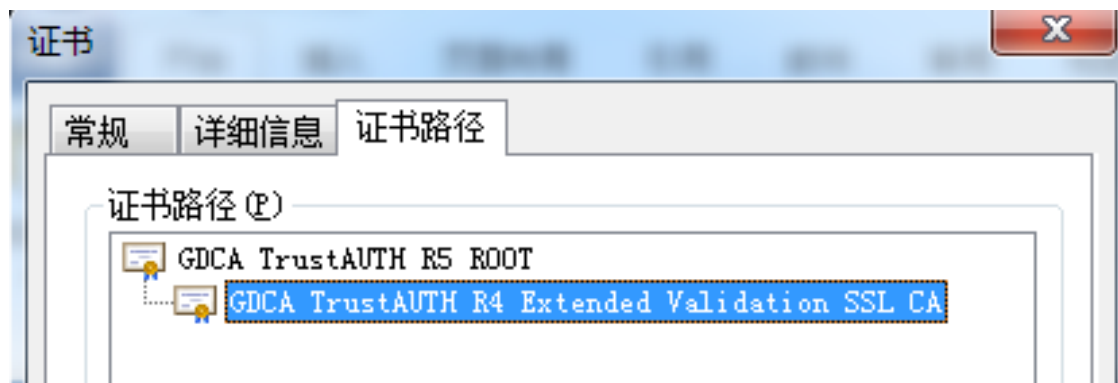 证书
常规 详细信息 证书路径
证书路径(P)
GDCA TrustAUTH R5 ROOT
GDCA TrustAUTH R4 Extended Validation SSL CA